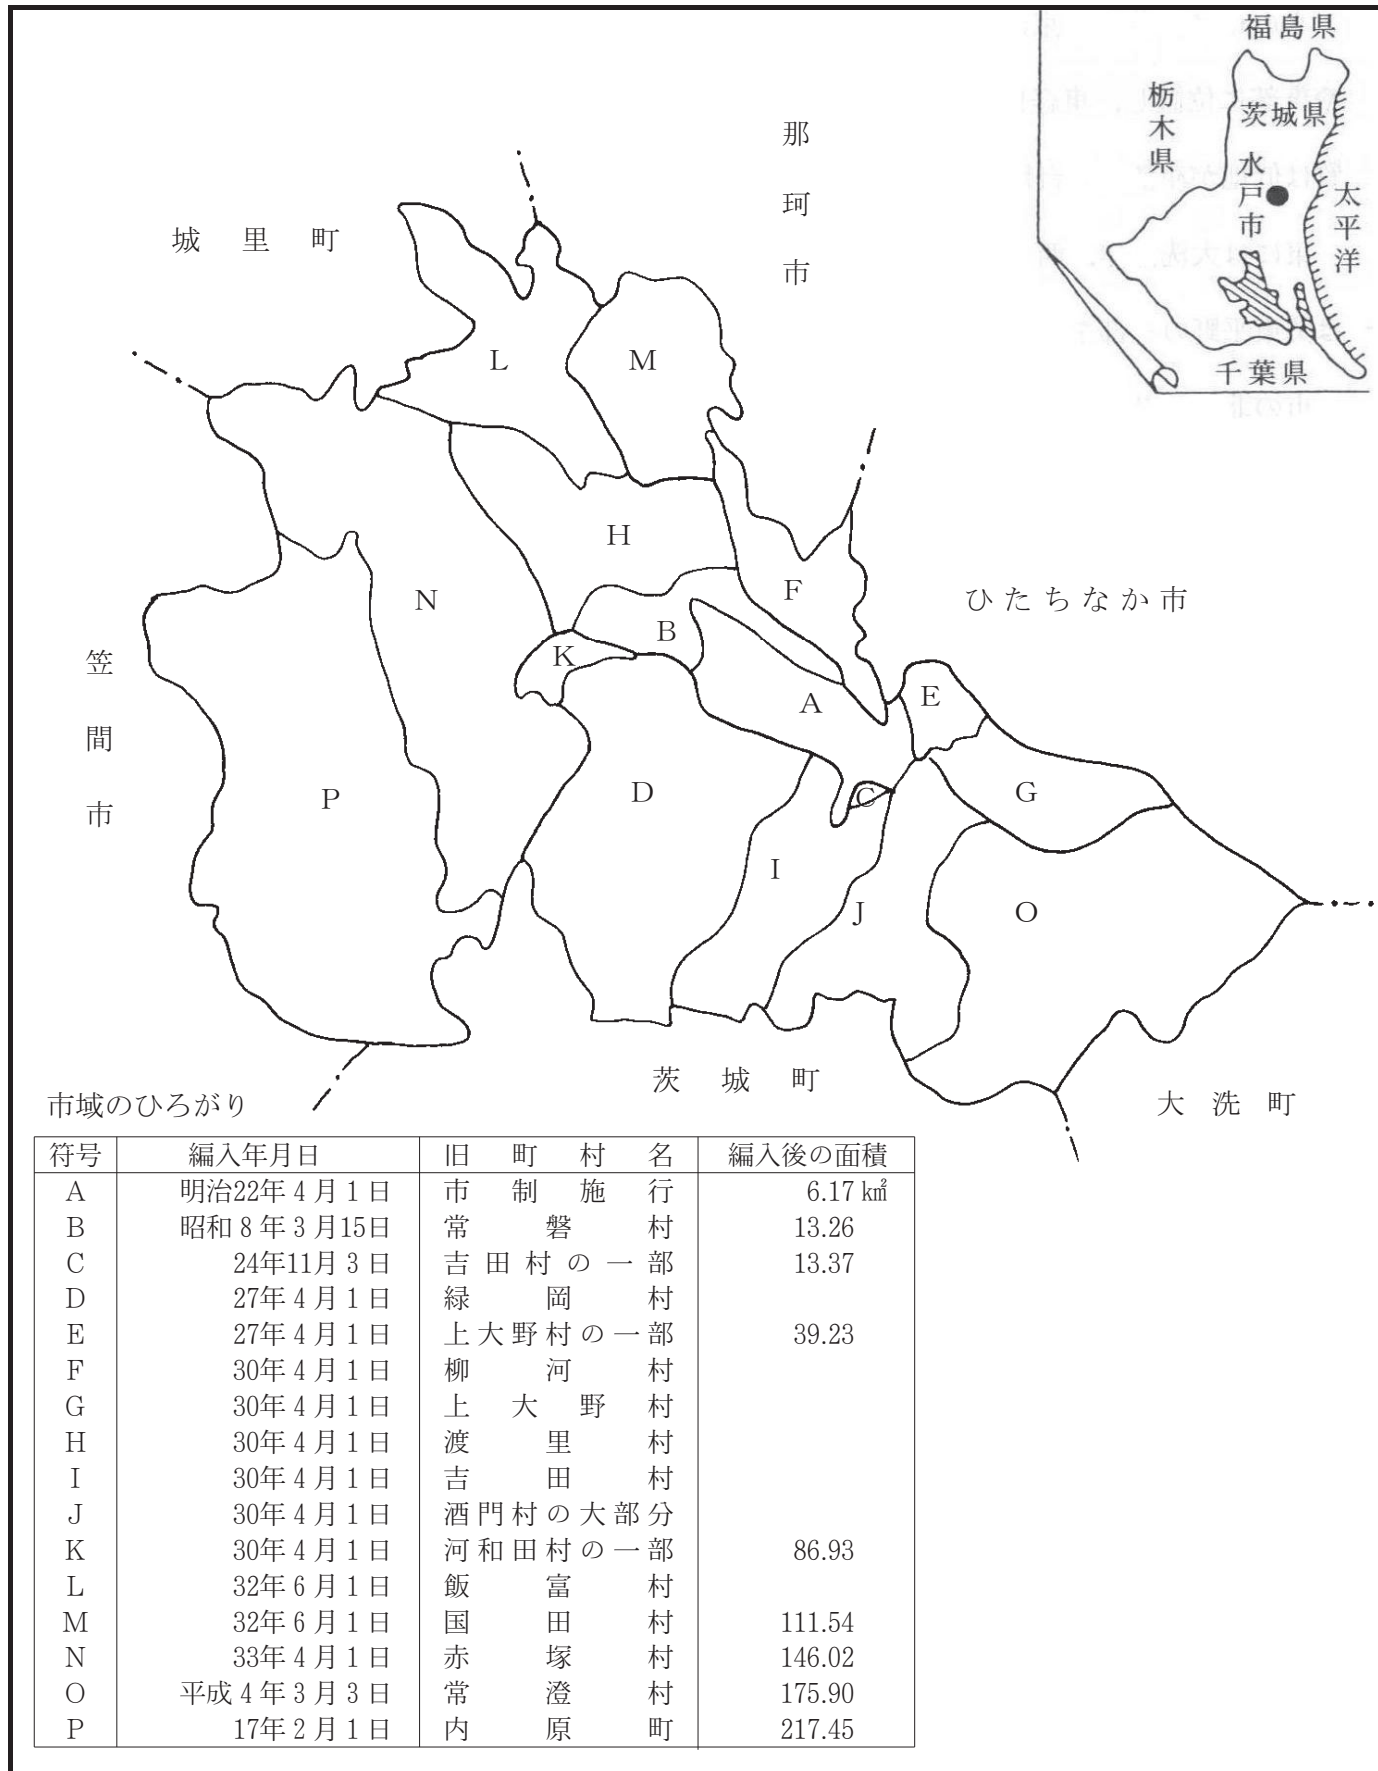 福島県
栃木県
茨城県
水戸市
太平洋
千葉県
那珂市
城里町
L
M
H
F
N
ひたちなか市
B
K
笠間市
E
A
D
P
C
G
I
J
O
茨城町
大洗町
市域のひろがり
符号 編入年月日 旧町村名 編入後の面積
A 明治22年4月1日 市制施行 6.17㎢
B 昭和8年3月15日 常磐村 13.26
C 24年11月3日 吉田村の一部 13.37
D 27年4月1日 緑岡村
E 27年4月1日 上大野村の一部 39.23
F 30年4月1日 柳河村
G 30年4月1日 上大野村
H 30年4月1日 渡里村
I 30年4月1日 吉田村
J 30年4月1日 酒門村の大部分
K 30年4月1日 河和田村の一部 86.93
L 32年6月1日 飯富村
M 32年6月1日 国田村 111.54
N 33年4月1日 赤塚村 146.02
O 平成4年3月3日 常澄村 175.90
P 17年2月1日 内原町 217.45